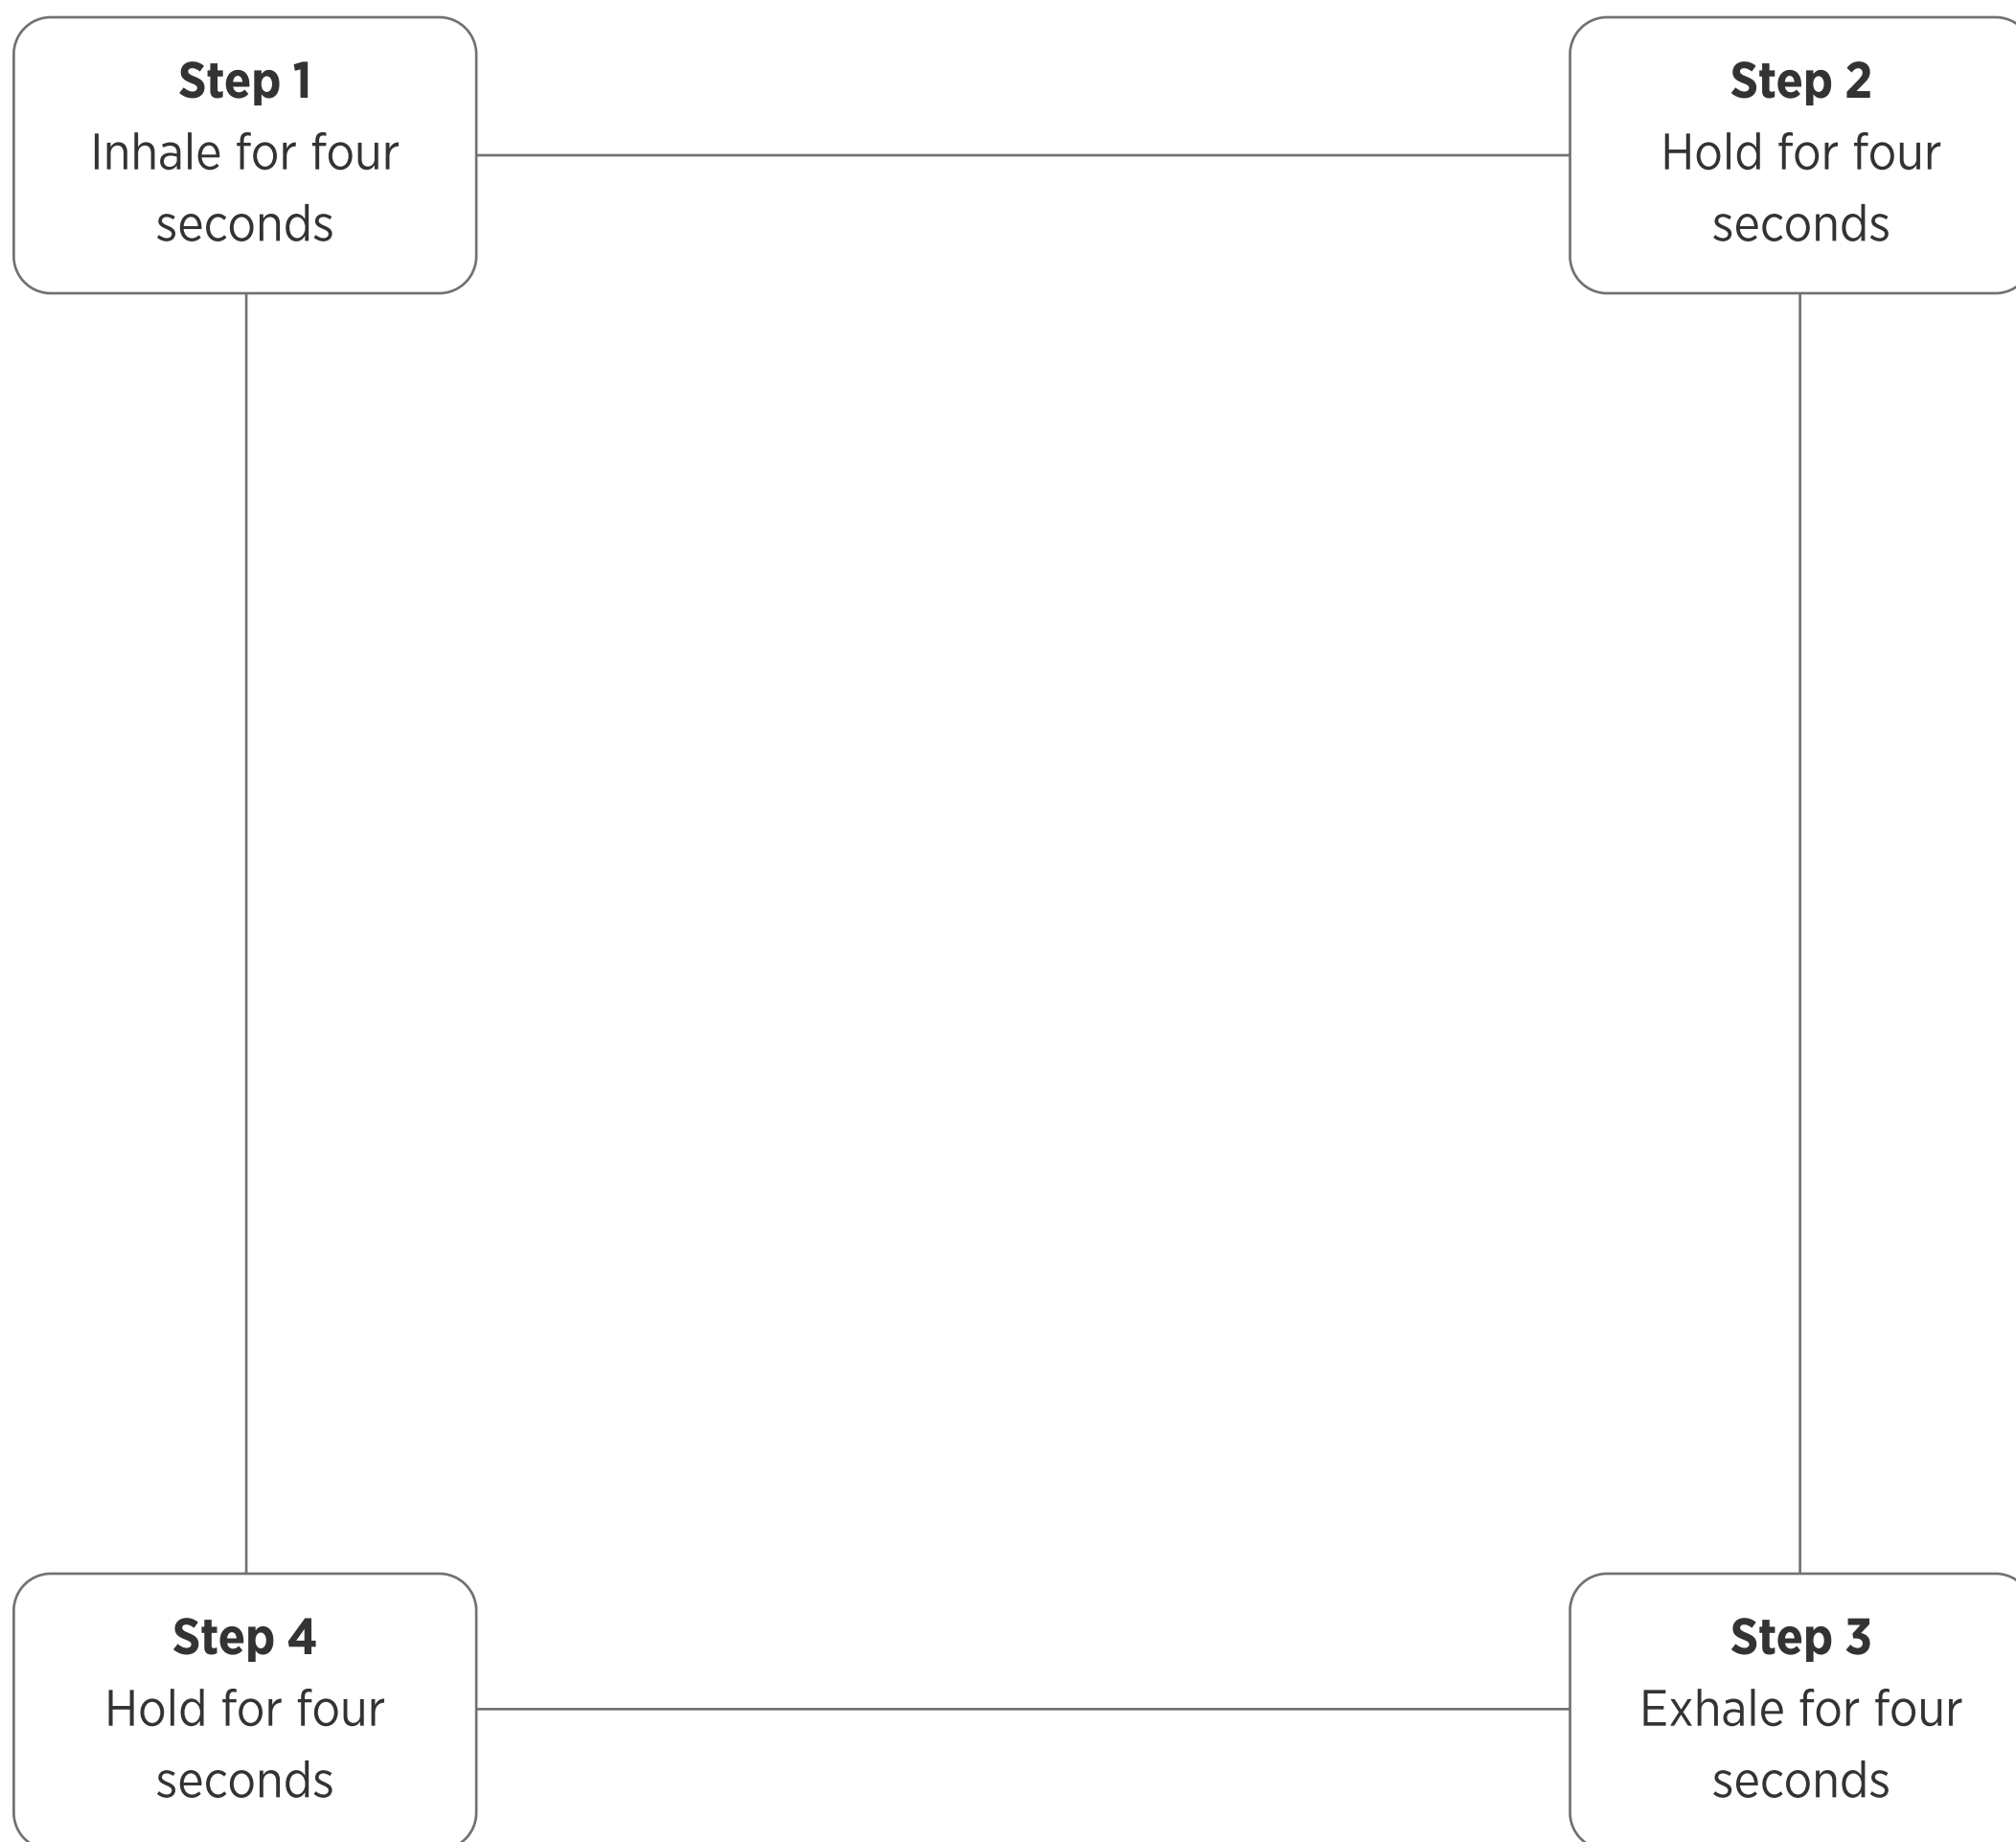 Step 1
Inhale for four
seconds
Step 2
Hold for four
seconds
Step 3
Exhale for four
seconds
Step 4
Hold for four
seconds